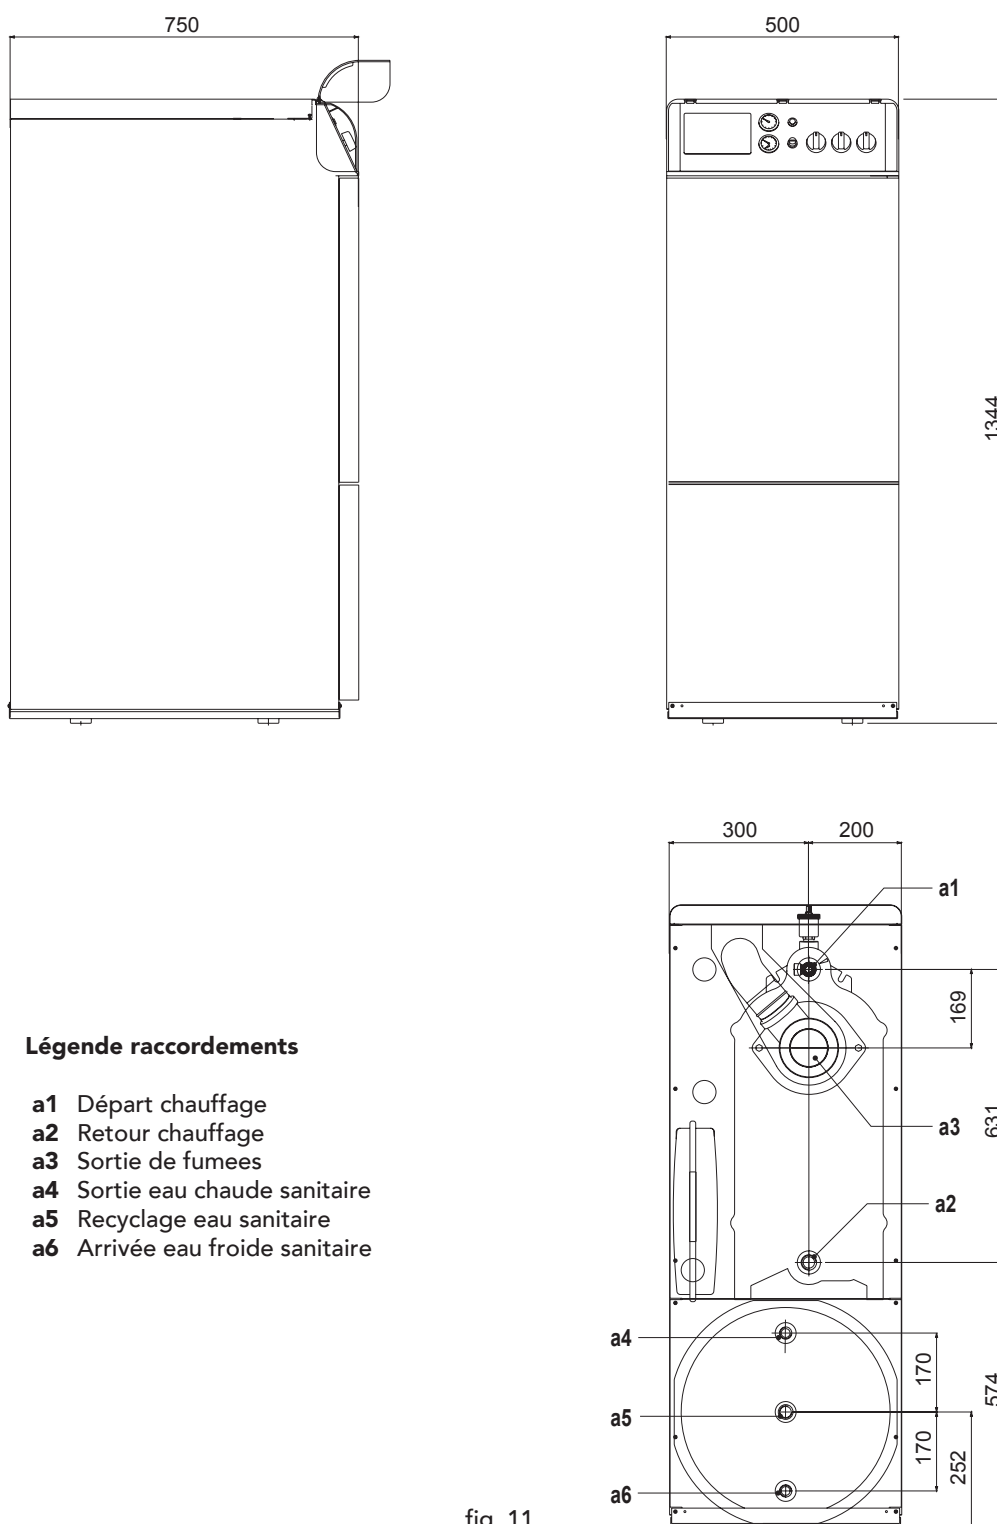 750
500
1344
300 200
a1
169
Légende raccordements
a1 Départ chauffage
a2 Retour chauffage
a3 Sortie de fumees
a4 Sortie eau chaude sanitaire
a5 Recyclage eau sanitaire
a6 Arrivée eau froide sanitaire
a3
631
a2
a4
170
574
a5
170
252
a6
fig. 11